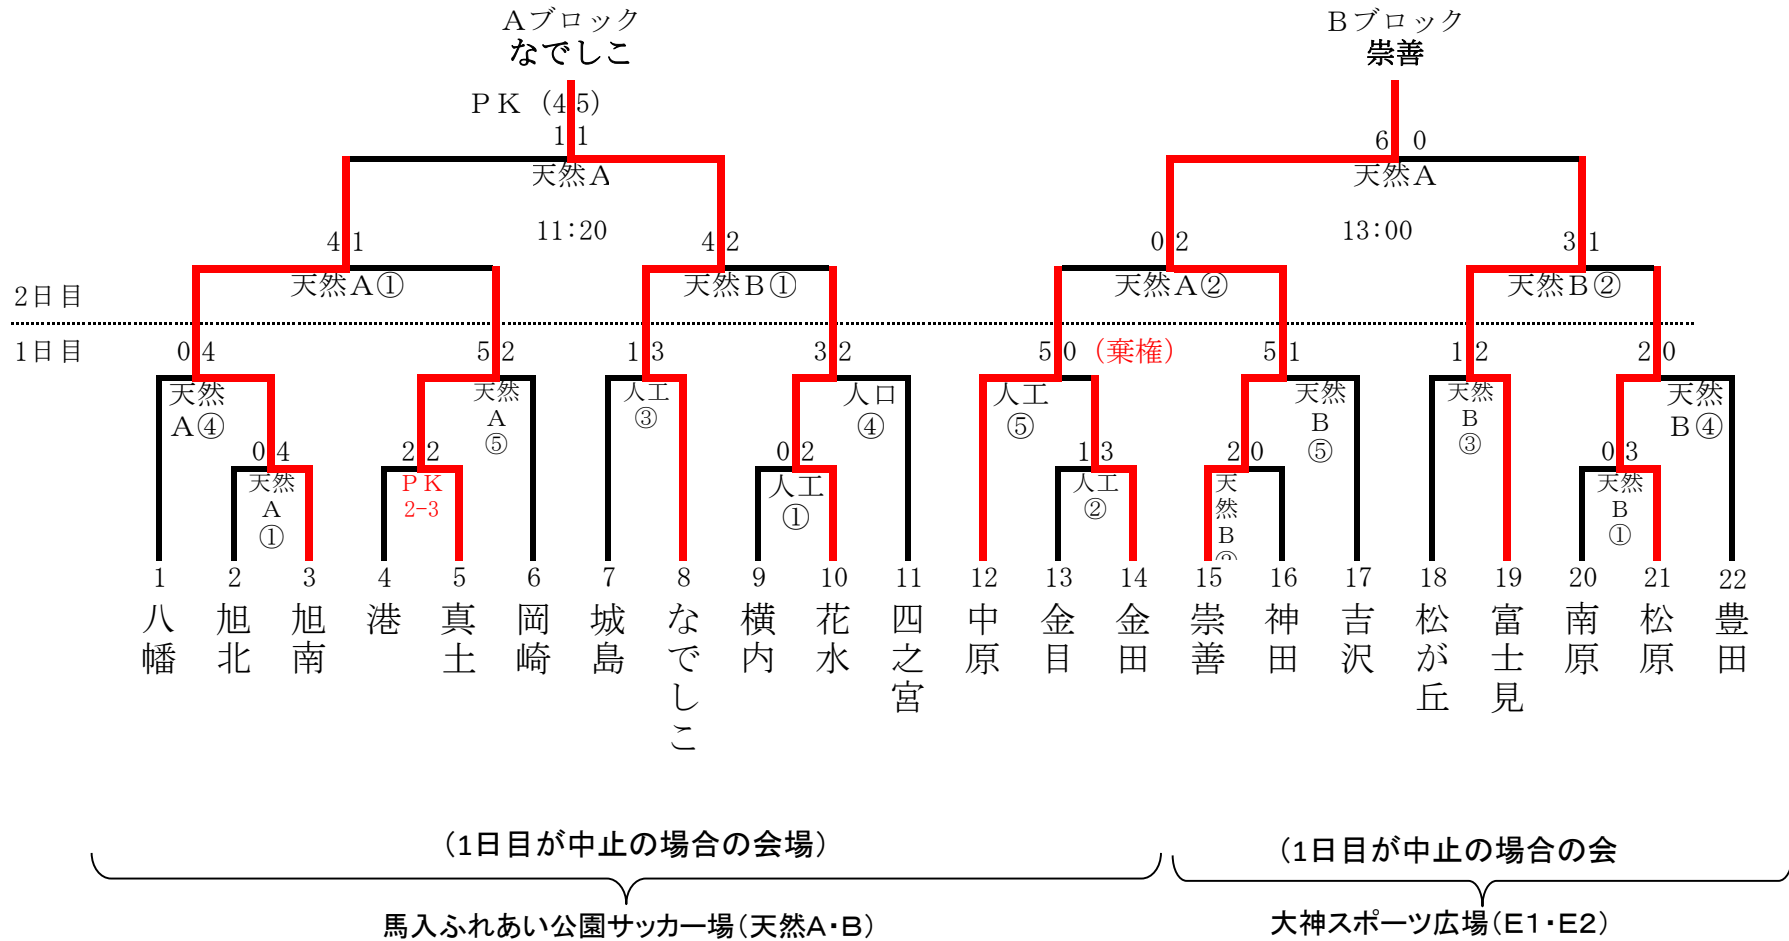 Aブロック
なでしこ
Bブロック
崇善
PK (4 5)
1 1
6 0
天然A
天然A
11:20
13:00
4 1
4 2
0 2
3 1
天然A①
天然B①
天然A②
天然B②
2日目
1日目
0 4
5 2
1 3
3 2
5 0 (棄権)
5 1
1 2
2 0
天然
A④
天然
A
⑤
人工
③
人口
④
人工
⑤
天然
B
⑤
天然
B
③
天然
B④
0 4
2 2
0 2
1 3
2 0
0 3
天然
A
①
PK
2-3
人工
①
人工
②
天
然
B
天然
B
①
1 2 3 4 5 6 7 8 9 10 11 12 13 14 15 16 17 18 19 20 21 22
八幡
旭北
旭南
港
真土
岡崎
城島
なでしこ
横内
花水
四之宮
中原
金目
金田
崇善
神田
吉沢
松が丘
富士見
南原
松原
豊田
(1日目が中止の場合の会場)
(1日目が中止の場合の会
馬入ふれあい公園サッカー場(天然A・B)
大神スポーツ広場(E1・E2)